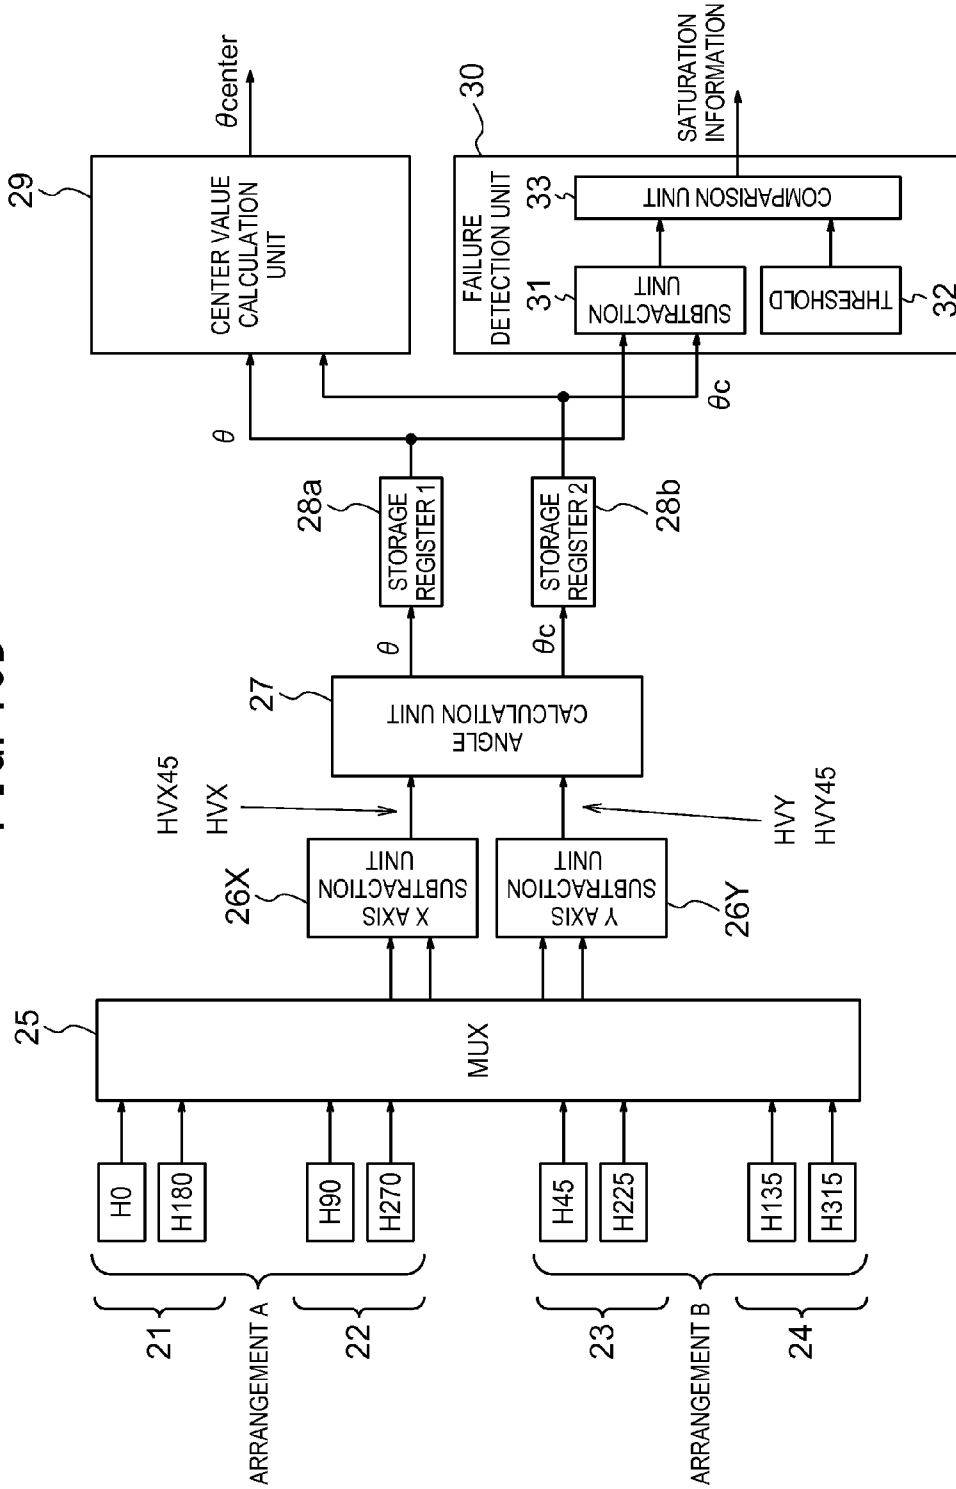 21
ARRANGEMENT A
22
23
ARRANGEMENT B
24
H0
H180
H90
H270
H45
H225
H135
H315
25
MUX
26X
X AXIS
SUBTRACTION
UNIT
26Y
Y AXIS
SUBTRACTION
UNIT
HVX45
HVX
HVY
HVY45
27
ANGLE
CALCULATION UNIT
θ
θc
28a
STORAGE
REGISTER 1
STORAGE
REGISTER 2
28b
θ
θc
29
CENTER VALUE
CALCULATION
UNIT
θcenter
30
FAILURE
DETECTION UNIT
31
SUBTRACTION
UNIT
THRESHOLD
32
33
COMPARISON UNIT
SATURATION
INFORMATION